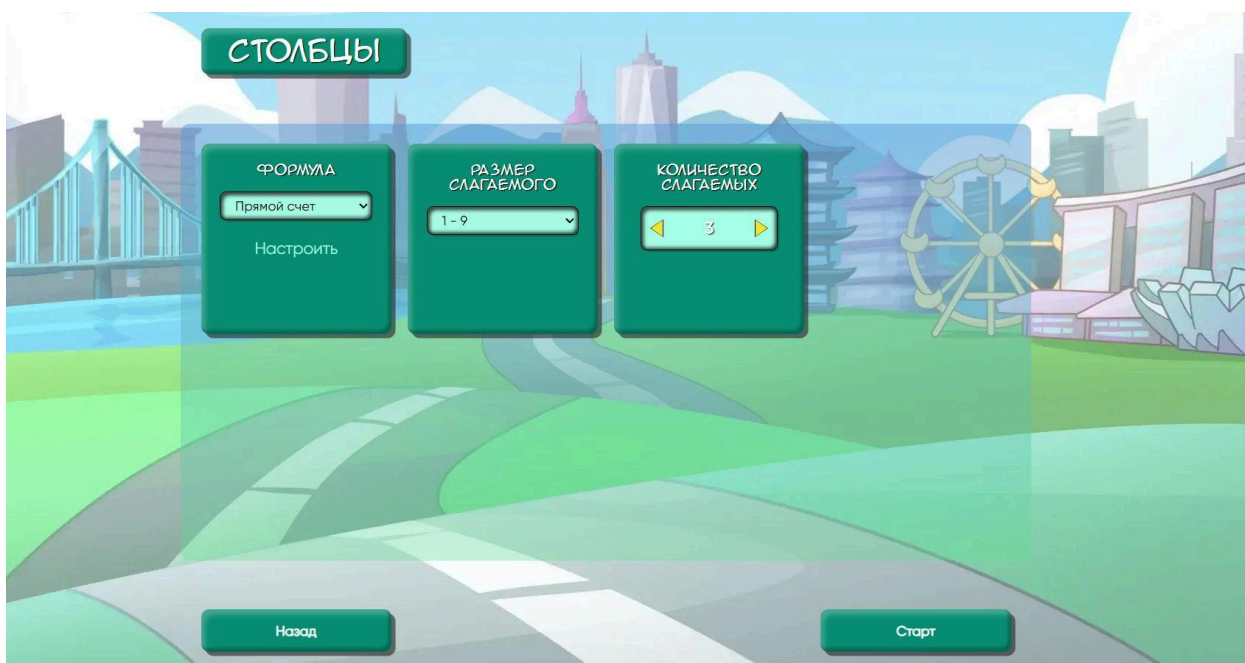 СТОЛБЦЫ
ФОРМУЛА
Прямой счет
Настроить
РАЗМЕР
СЛАГАЕМОГО
1 - 9
КОЛИЧЕСТВО
СЛАГАЕМЫХ
3
Назад
Старт